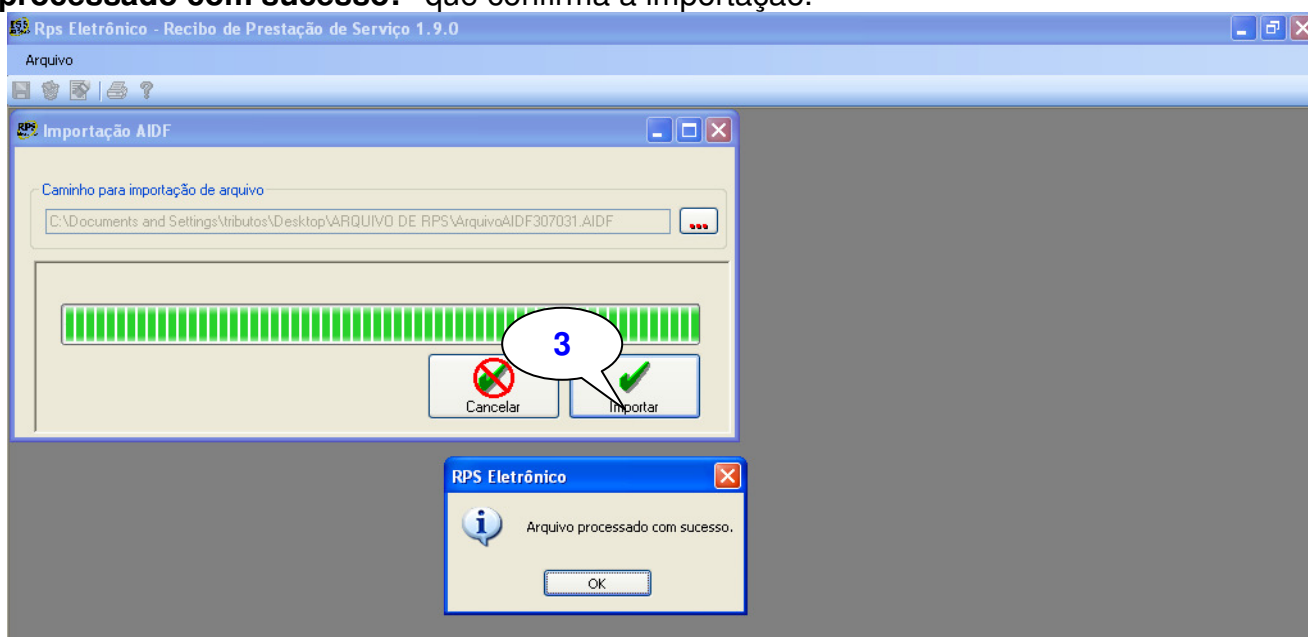 processado com sucesso." que confirma a importação.
Rps Eletrônico - Recibo de Prestação de Serviço 1.9.0
Arquivo
Importação AIDF
Caminho para importação de arquivo
C:\Documents and Settings\tributos\Desktop\ARQUIVO DE RPS\ArquivoAIDF307031.AIDF
...
3
Cancelar
Importar
RPS Eletrônico
Arquivo processado com sucesso.
OK